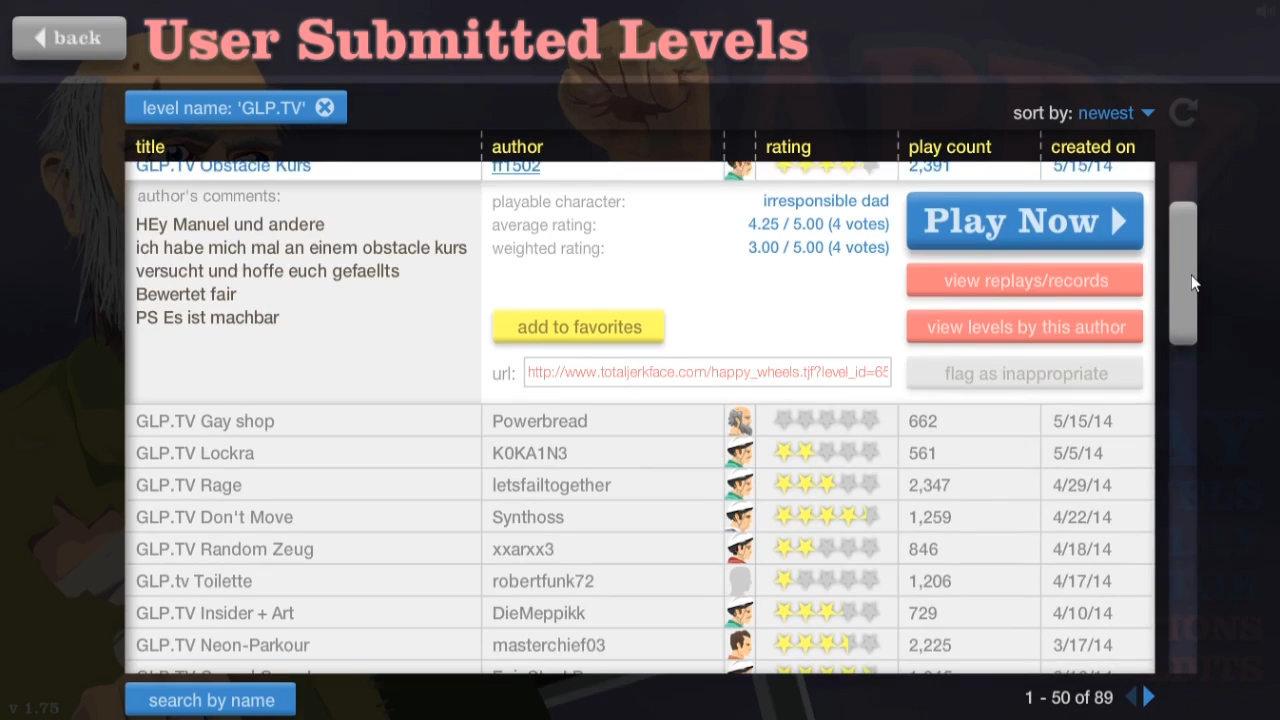 back
User Submitted Levels
level name: 'GLP.TV'
sort by: newest
title author rating play count created on
GLP.TV Obstacle Kurs ff1502 2,391 5/15/14
author's comments:
HEy Manuel und andere
ich habe mich mal an einem obstacle kurs
versucht und hoffe euch gefaellts
Bewertet fair
PS Es ist machbar
playable character: irresponsible dad
average rating: 4.25 / 5.00 (4 votes)
weighted rating: 3.00 / 5.00 (4 votes)
add to favorites
url: http://www.totaljerkface.com/happy_wheels.tjf?level_id=65
Play Now
view replays/records
view levels by this author
flag as inappropriate
GLP.TV Gay shop Powerbread 662 5/15/14
GLP.TV Lockra K0KA1N3 561 5/5/14
GLP.TV Rage letsfailtogether 2,347 4/29/14
GLP.TV Don't Move Synthoss 1,259 4/22/14
GLP.TV Random Zeug xxarxx3 846 4/18/14
GLP.tv Toilette robertfunk72 1,206 4/17/14
GLP.TV Insider + Art DieMeppikk 729 4/10/14
GLP.TV Neon-Parkour masterchief03 2,225 3/17/14
search by name
1 - 50 of 89
v 1.75